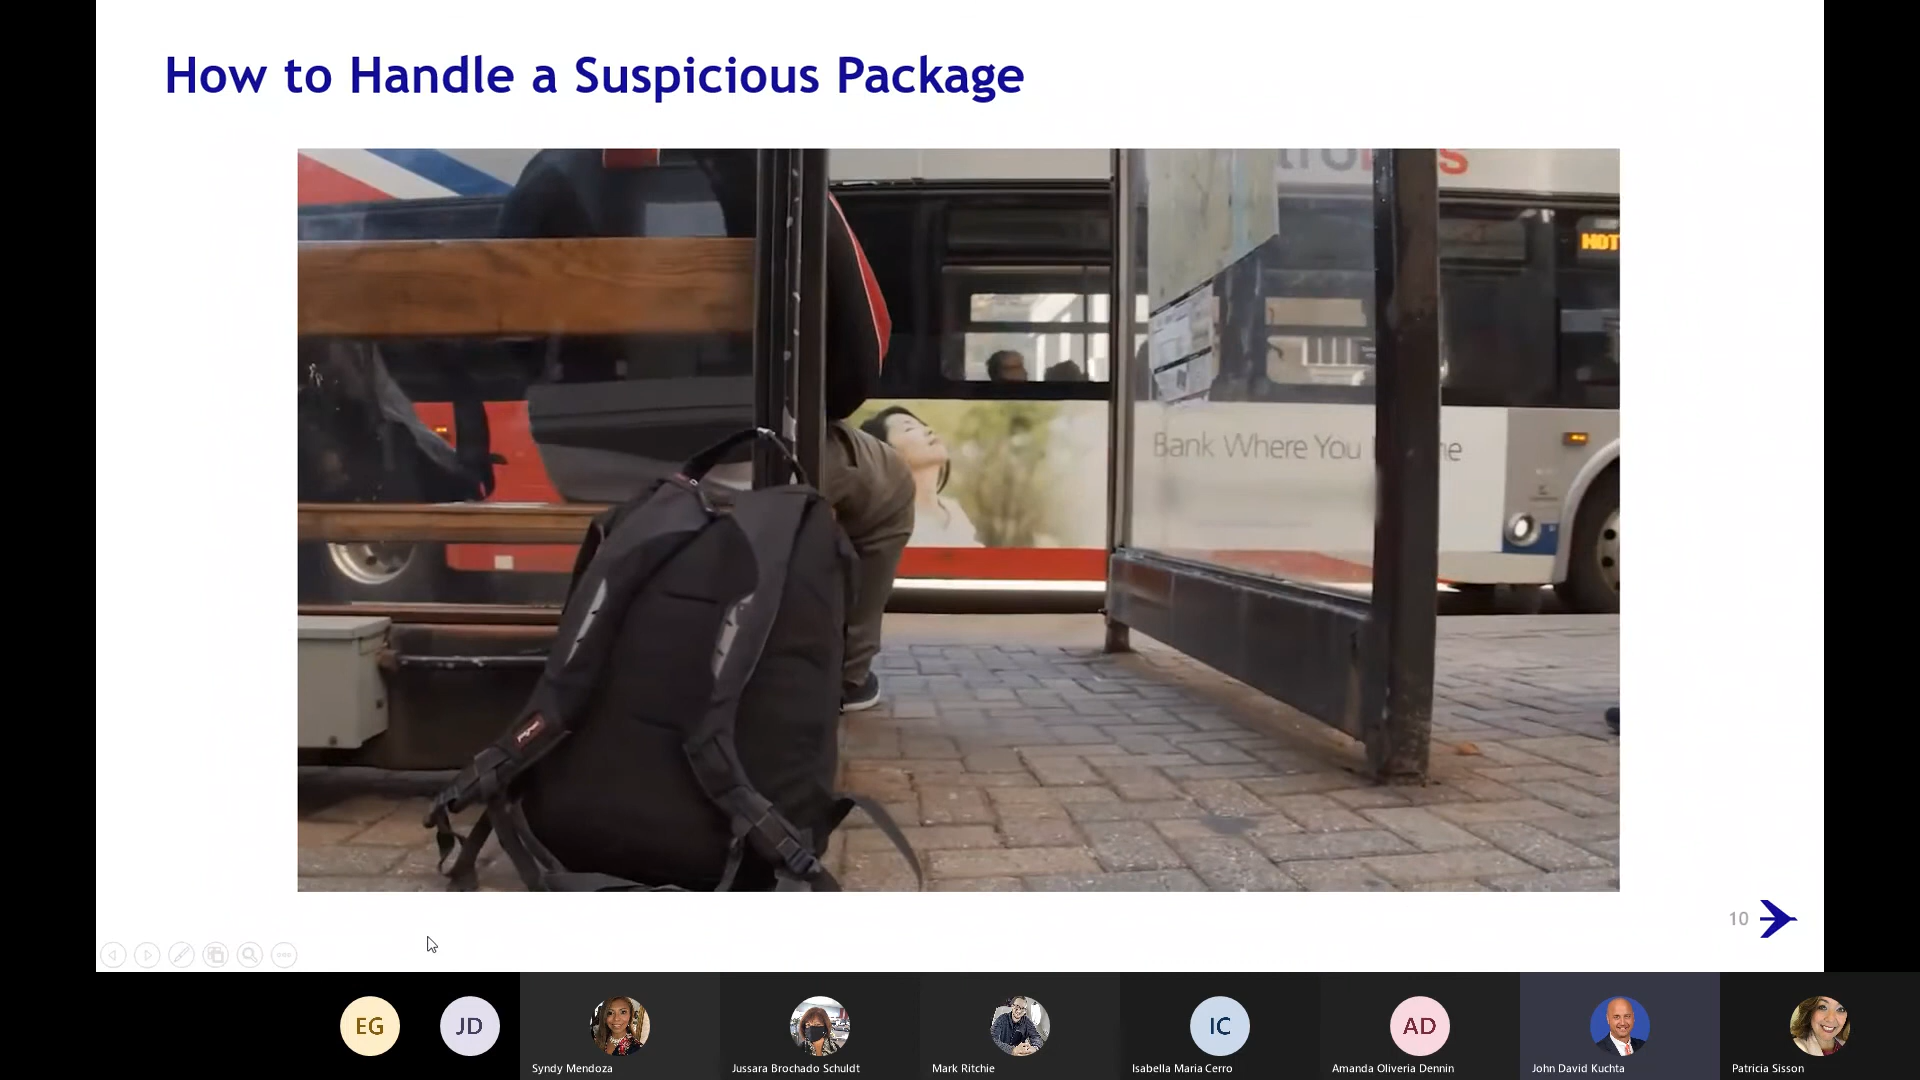 How to Handle a Suspicious Package
Bank Where You
10
EG
JD
IC
AD
Syndy Mendoza
Jussara Brochado Schuldt
Mark Ritchie
Isabella Maria Cerro
Amanda Oliveria Dennin
John David Kuchta
Patricia Sisson